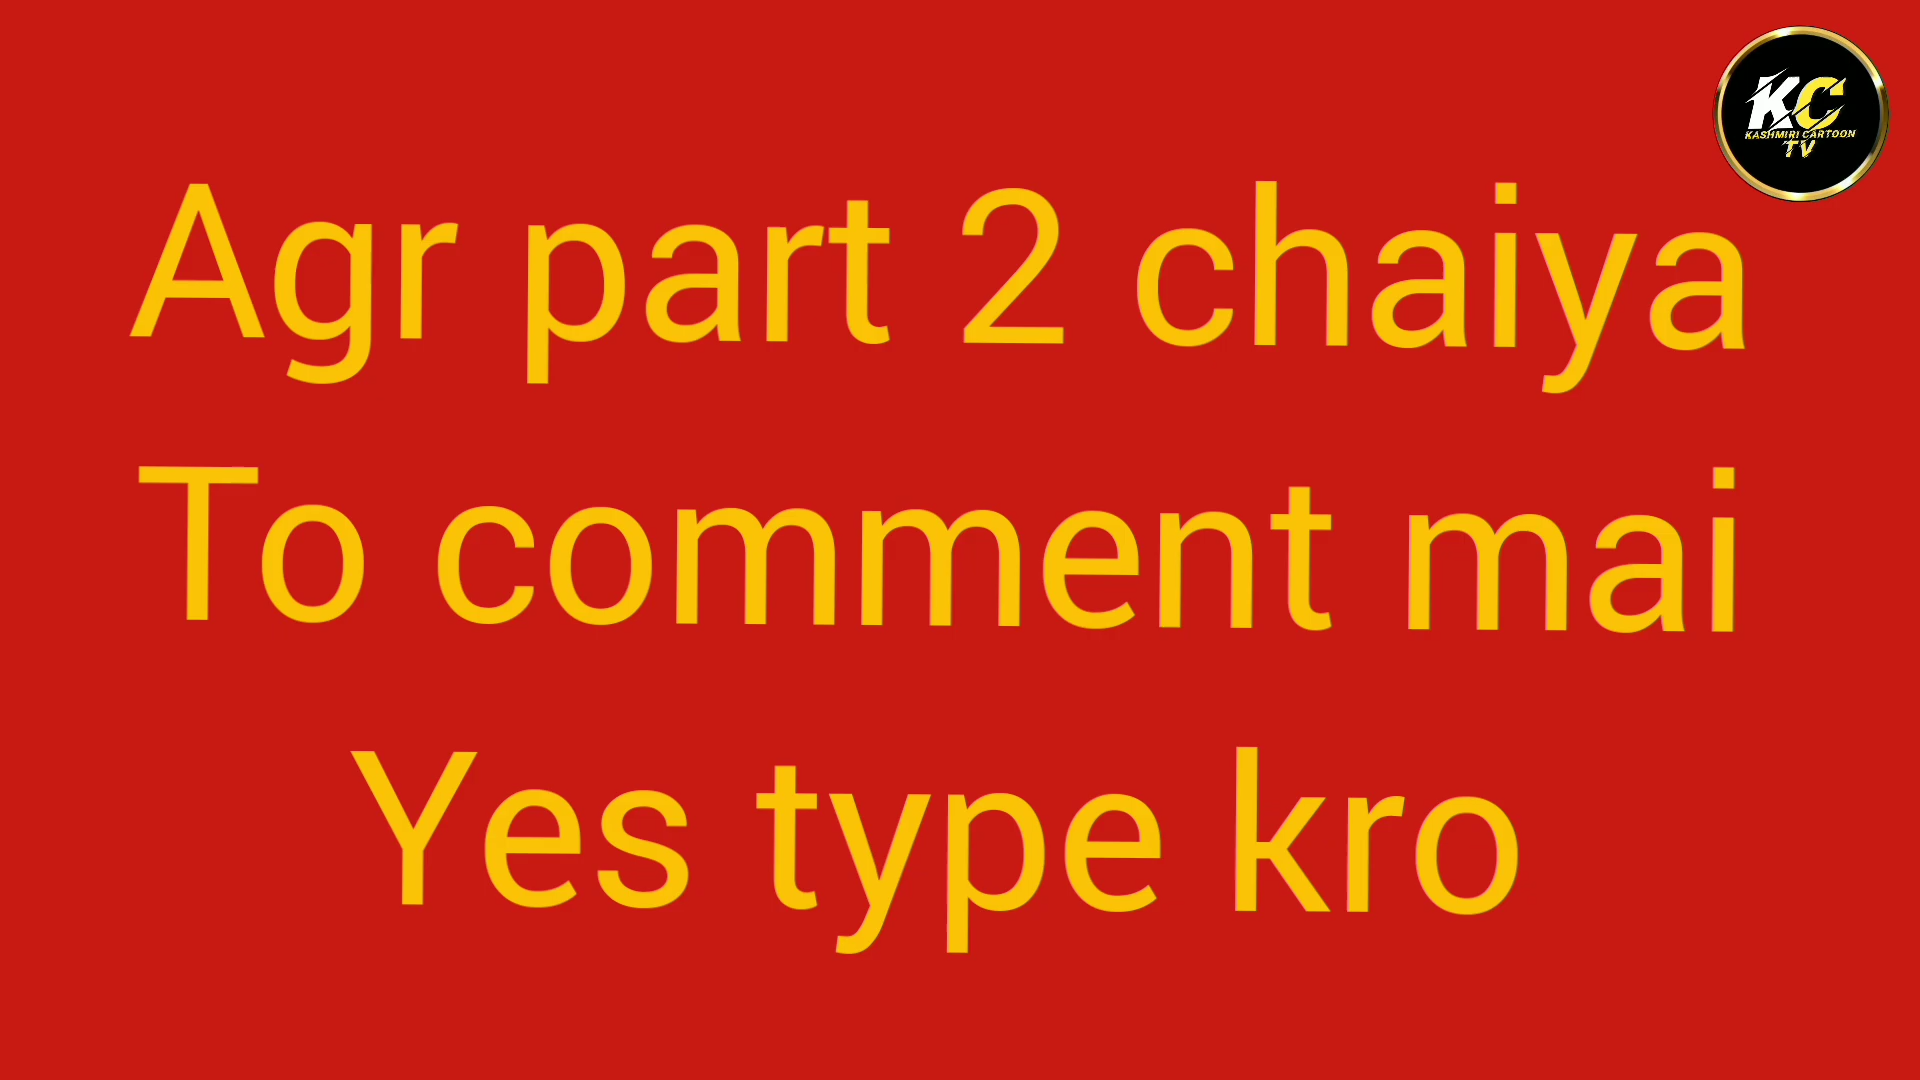 KC
KASHMIRI CARTOON
TV
Agr part 2 chaiya
To comment mai
Yes type kro